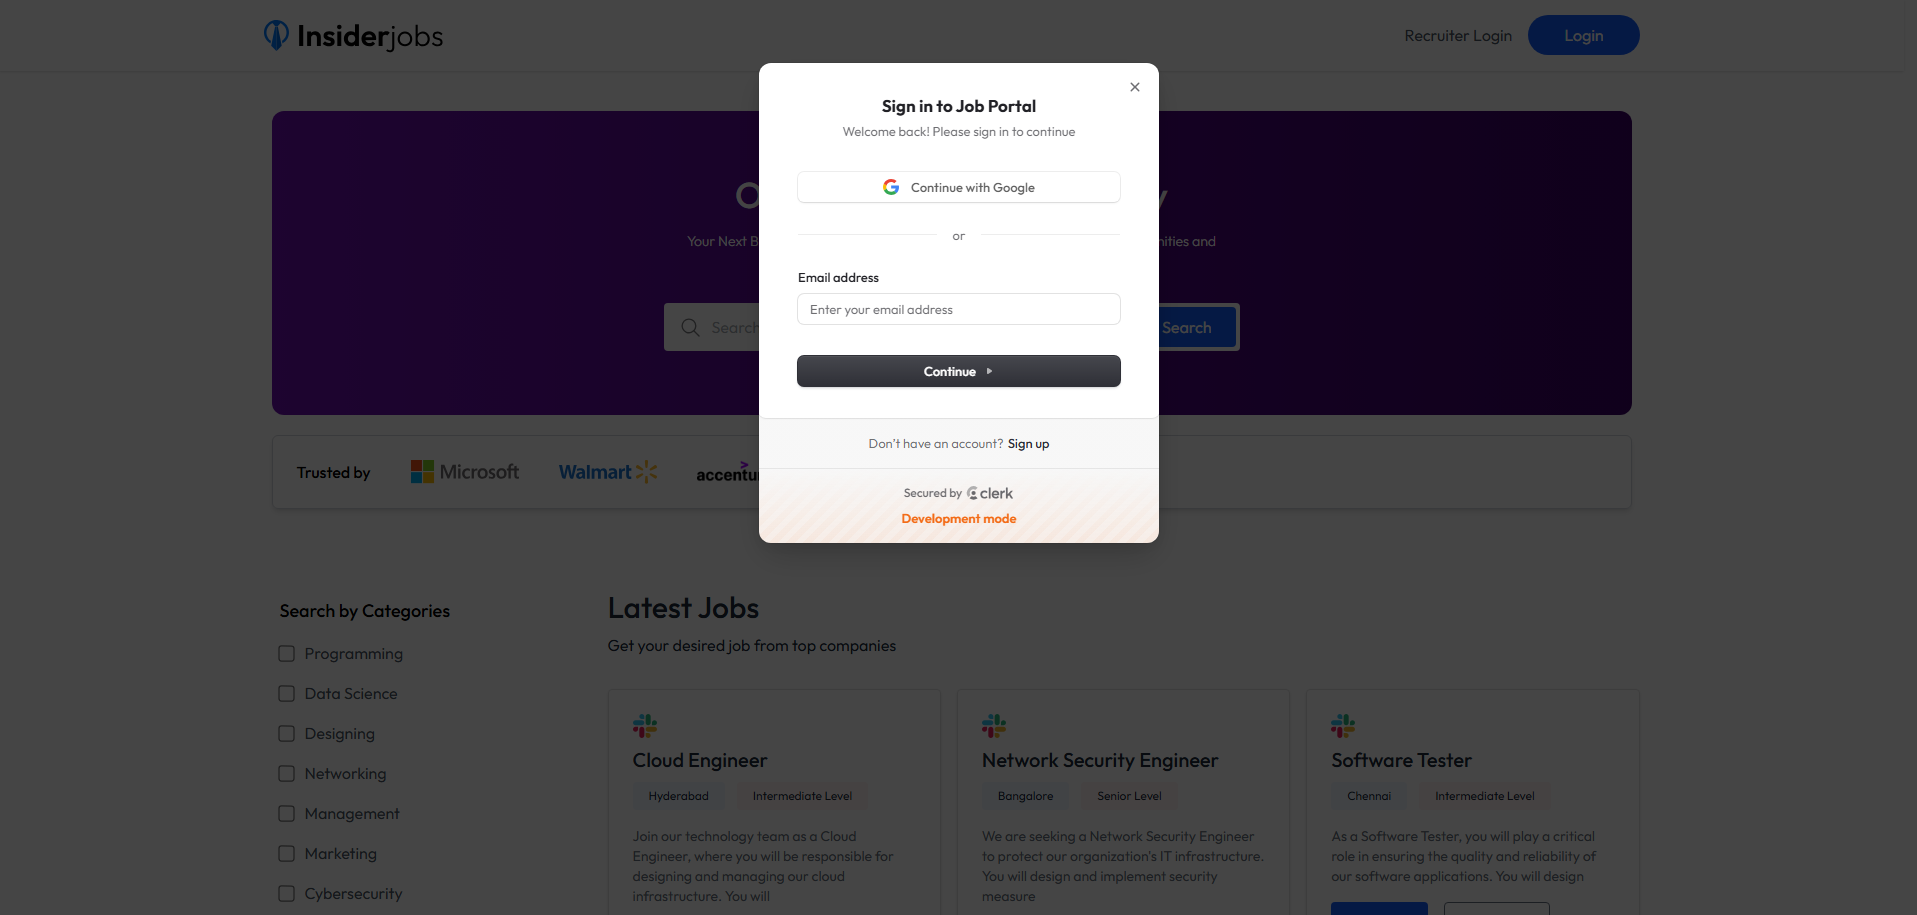 Insiderjobs
Recruiter Login
Login
Sign in to Job Portal
Welcome back! Please sign in to continue
Continue with Google
or
Email address
Enter your email address
Continue
Don't have an account? Sign up
Secured by clerk
Development mode
Your Next
and
Search
Search
Trusted by
Microsoft
Walmart
Search by Categories
Programming
Data Science
Designing
Networking
Management
Marketing
Cybersecurity
Latest Jobs
Get your desired job from top companies
Cloud Engineer
Hyderabad
Intermediate Level
Join our technology team as a Cloud
Engineer, where you will be responsible for
designing and managing our cloud
infrastructure. You will
Network Security Engineer
Bangalore
Senior Level
We are seeking a Network Security Engineer
to protect our organization's IT infrastructure.
You will design and implement security
measure
Software Tester
Chennai
Intermediate Level
As a Software Tester, you will play a critical
role in ensuring the quality and reliability of
our software applications. You will design